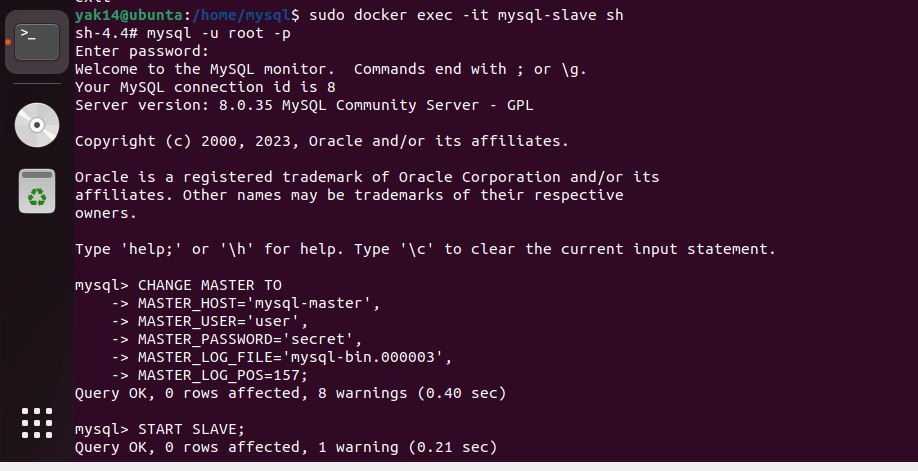 yak14@ubuntu:/home/mysql$ sudo docker exec -it mysql-slave sh
sh-4.4# mysql -u root -p
Enter password:
Welcome to the MySQL monitor.  Commands end with ; or \g.
Your MySQL connection id is 8
Server version: 8.0.35 MySQL Community Server - GPL

Copyright (c) 2000, 2023, Oracle and/or its affiliates.

Oracle is a registered trademark of Oracle Corporation and/or its
affiliates. Other names may be trademarks of their respective
owners.

Type 'help;' or '\h' for help. Type '\c' to clear the current input statement.

mysql> CHANGE MASTER TO
    -> MASTER_HOST='mysql-master',
    -> MASTER_USER='user',
    -> MASTER_PASSWORD='secret',
    -> MASTER_LOG_FILE='mysql-bin.000003',
    -> MASTER_LOG_POS=157;
Query OK, 0 rows affected, 8 warnings (0.40 sec)

mysql> START SLAVE;
Query OK, 0 rows affected, 1 warning (0.21 sec)